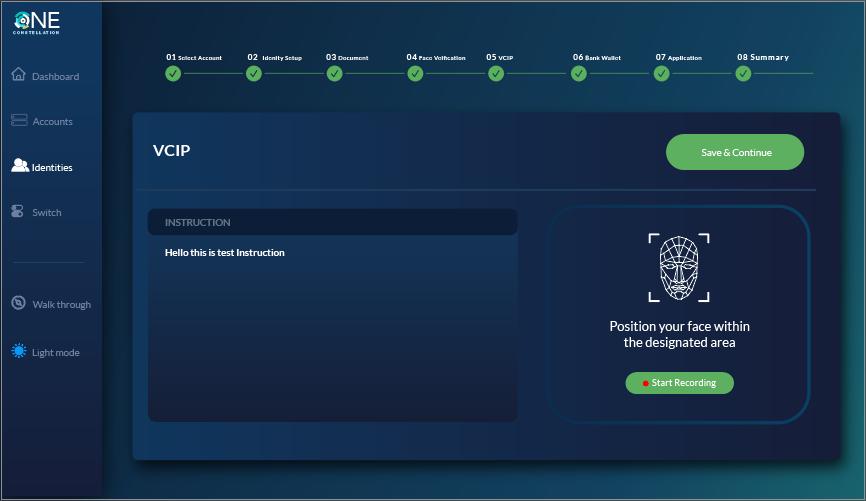 ONE
CONSTELLATION
01 Select Account
02 Idenity Setup
03 Document
04 Face Veification
05 VCIP
06 Bank Wallet
07 Application
08 Summary
Dashboard
Accounts
Identities
Switch
Walk through
Light mode
VCIP
Save & Continue
INSTRUCTION
Hello this is test Instruction
Position your face within
the designated area
Start Recording